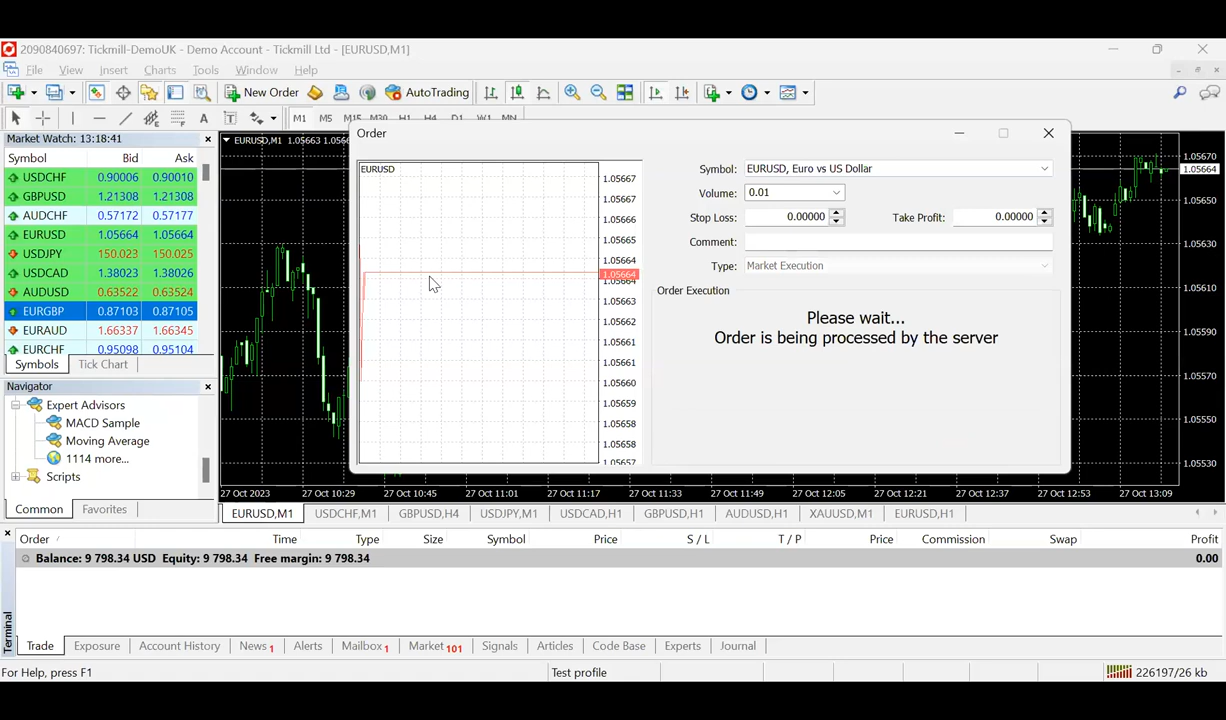 2090840697: Tickmill-DemoUK - Demo Account - Tickmill Ltd - [EURUSD,M1]
File View Insert Charts Tools Window Help
New Order AutoTrading
M1 M5 M15 M30 H1 H4 D1 W1 MN
Market Watch: 13:18:41
Symbol Bid Ask
USDCHF 0.90006 0.90010
GBPUSD 1.21308 1.21308
AUDCHF 0.57172 0.57177
EURUSD 1.05664 1.05664
USDJPY 150.023 150.025
USDCAD 1.38023 1.38026
AUDUSD 0.63522 0.63524
EURGBP 0.87103 0.87105
EURAUD 1.66337 1.66345
EURCHF 0.95098 0.95104
Symbols Tick Chart
Navigator
Expert Advisors
MACD Sample
Moving Average
1114 more...
Scripts
Common Favorites
EURUSD,M1 1.05663
Order
EURUSD
1.05667
1.05667
1.05666
1.05665
1.05664
1.05664
1.05664
1.05663
1.05662
1.05661
1.05661
1.05660
1.05659
1.05658
1.05658
1.05657
Symbol: EURUSD, Euro vs US Dollar
Volume: 0.01
Stop Loss: 0.00000 Take Profit: 0.00000
Comment:
Type: Market Execution
Order Execution
Please wait...
Order is being processed by the server
1.05670
1.05664
1.05630
1.05610
1.05590
1.05570
1.05550
1.05530
27 Oct 2023 27 Oct 10:29 27 Oct 10:45 27 Oct 11:01 27 Oct 11:17 27 Oct 11:33 27 Oct 11:49 27 Oct 12:05 27 Oct 12:21 27 Oct 12:37 27 Oct 12:53 27 Oct 13:09
EURUSD,M1 USDCHF,M1 GBPUSD,H4 USDJPY,M1 USDCAD,H1 GBPUSD,H1 AUDUSD,H1 XAUUSD,M1 EURUSD,H1
Order / Time Type Size Symbol Price S / L T / P Price Commission Swap Profit
Balance: 9 798.34 USD Equity: 9 798.34 Free margin: 9 798.34 0.00
Terminal
Trade Exposure Account History News 1 Alerts Mailbox 1 Market 101 Signals Articles Code Base Experts Journal
For Help, press F1 Test profile 226197/26 kb